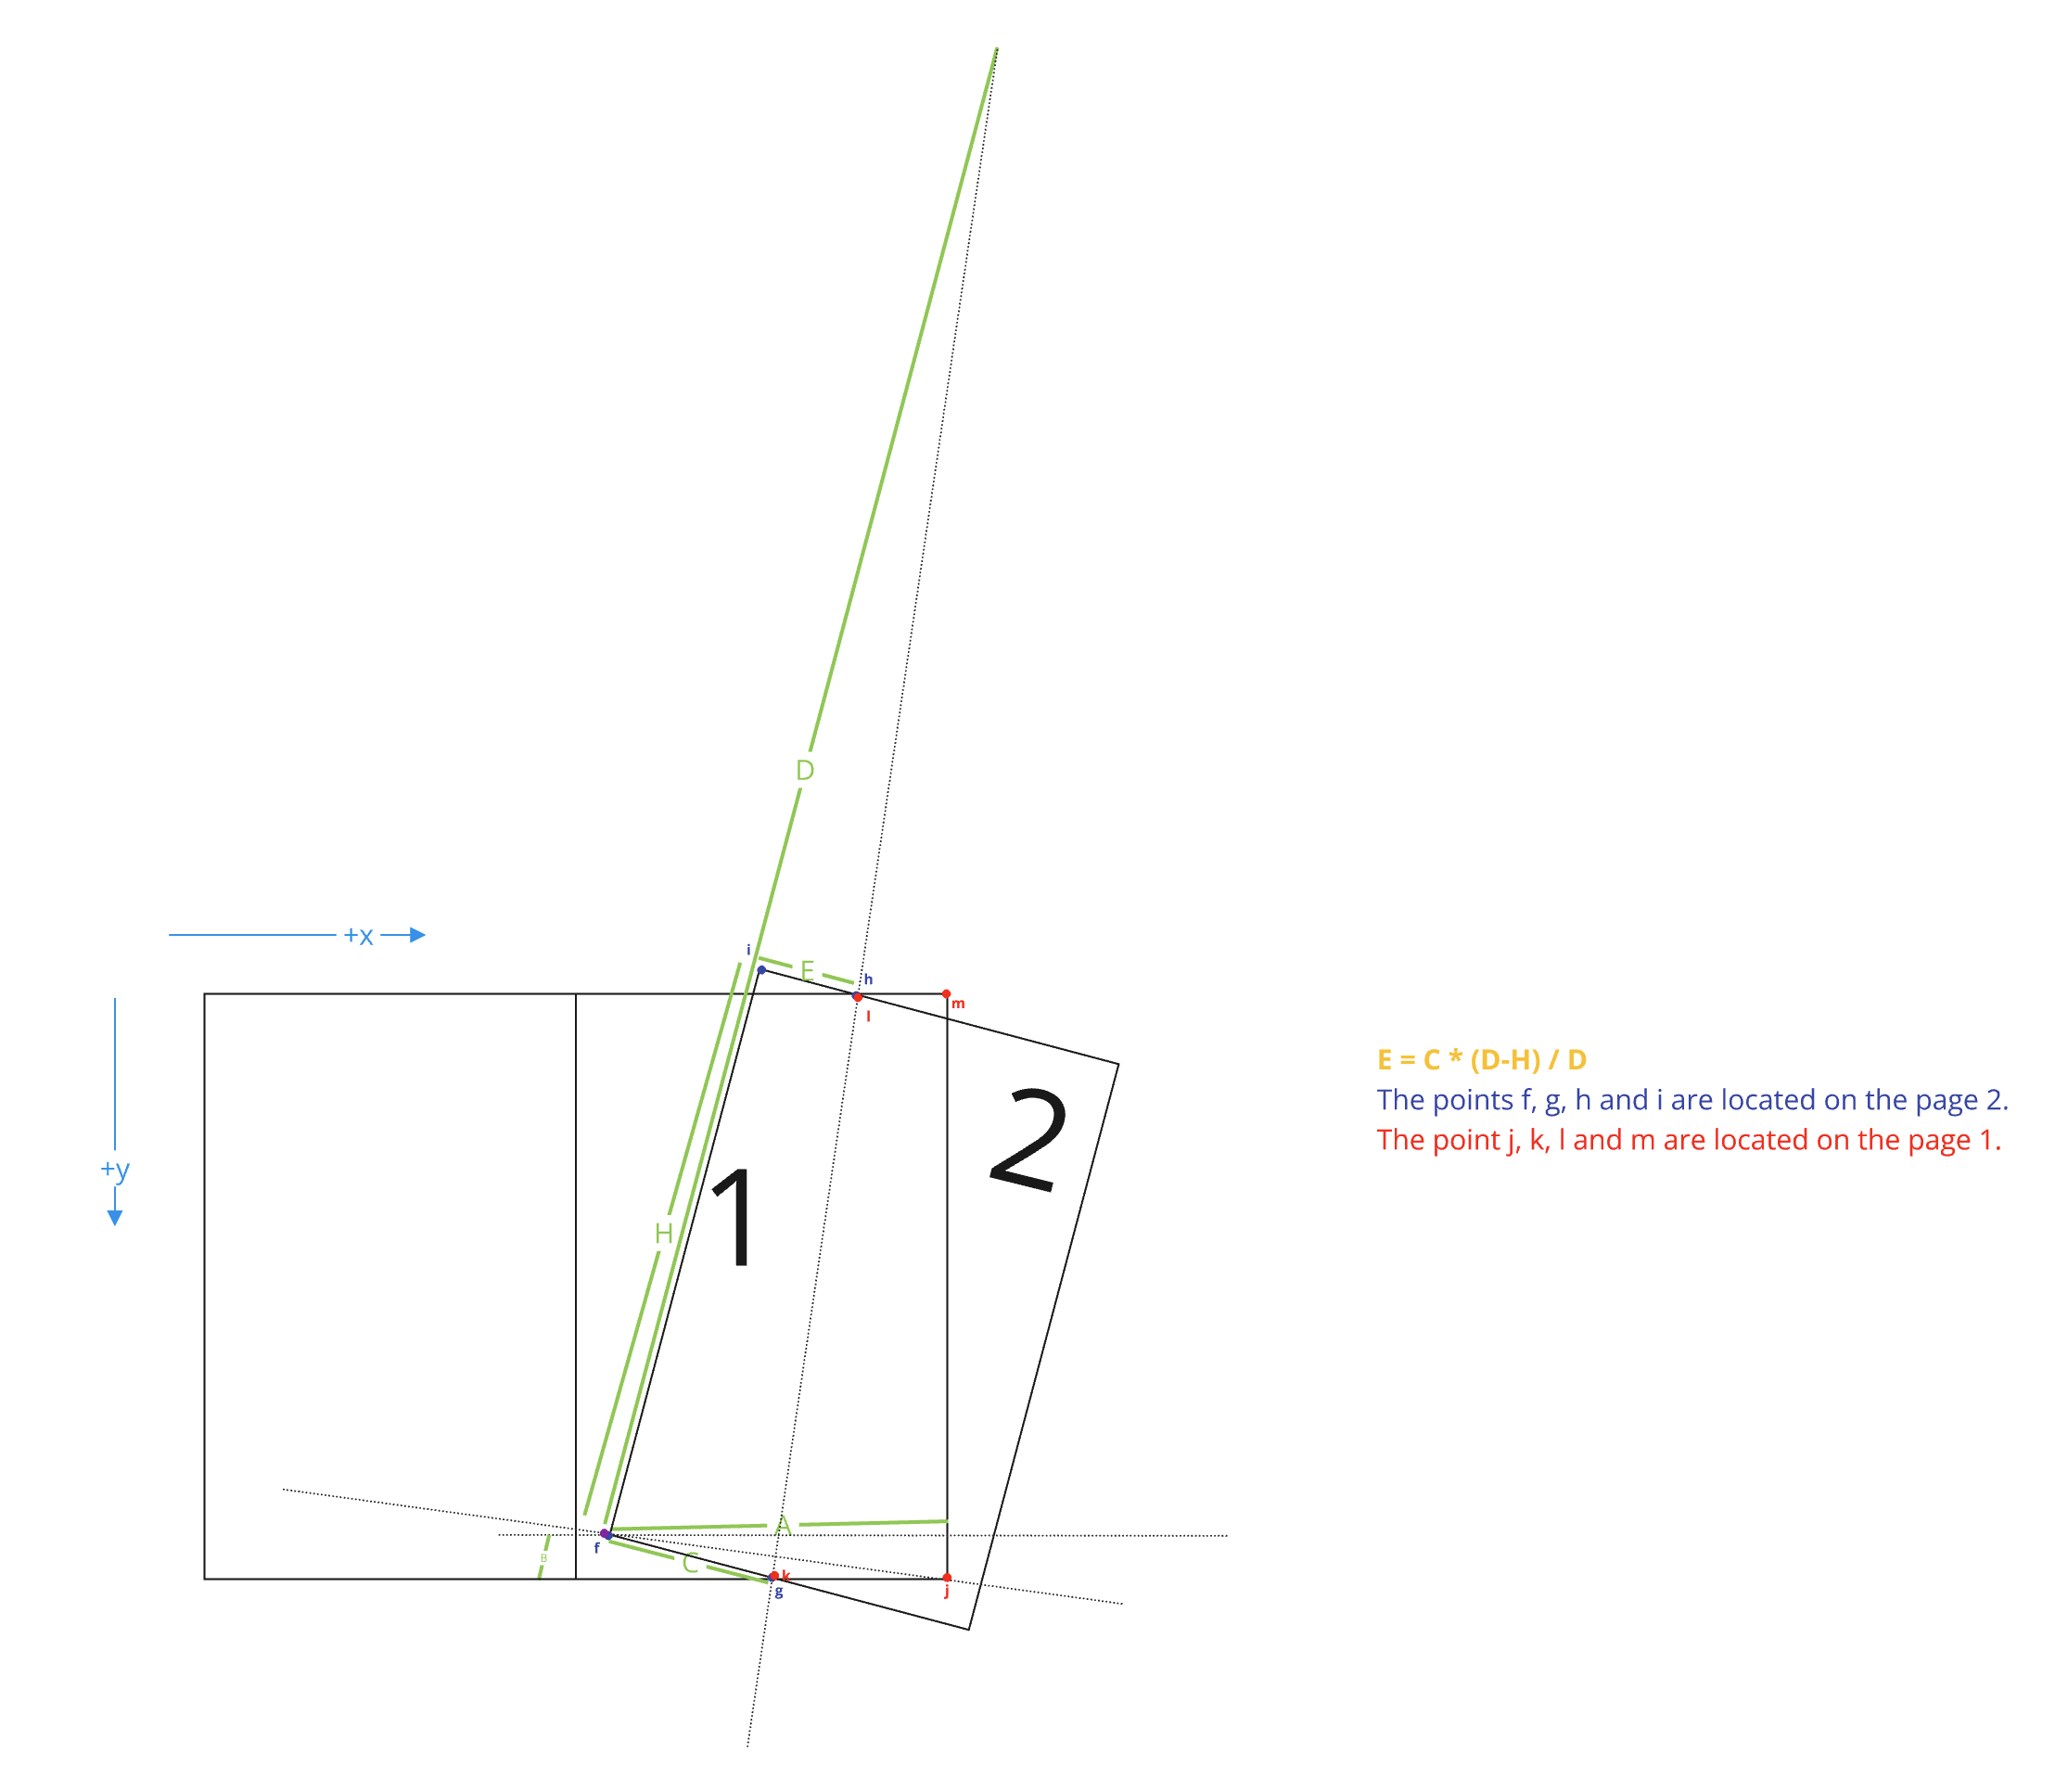 D
+x
i
E
h
m
l
E = C * (D-H) / D
The points f, g, h and i are located on the page 2.
The point j, k, l and m are located on the page 1.
2
+y
1
H
A
f
B
C
k
g
j